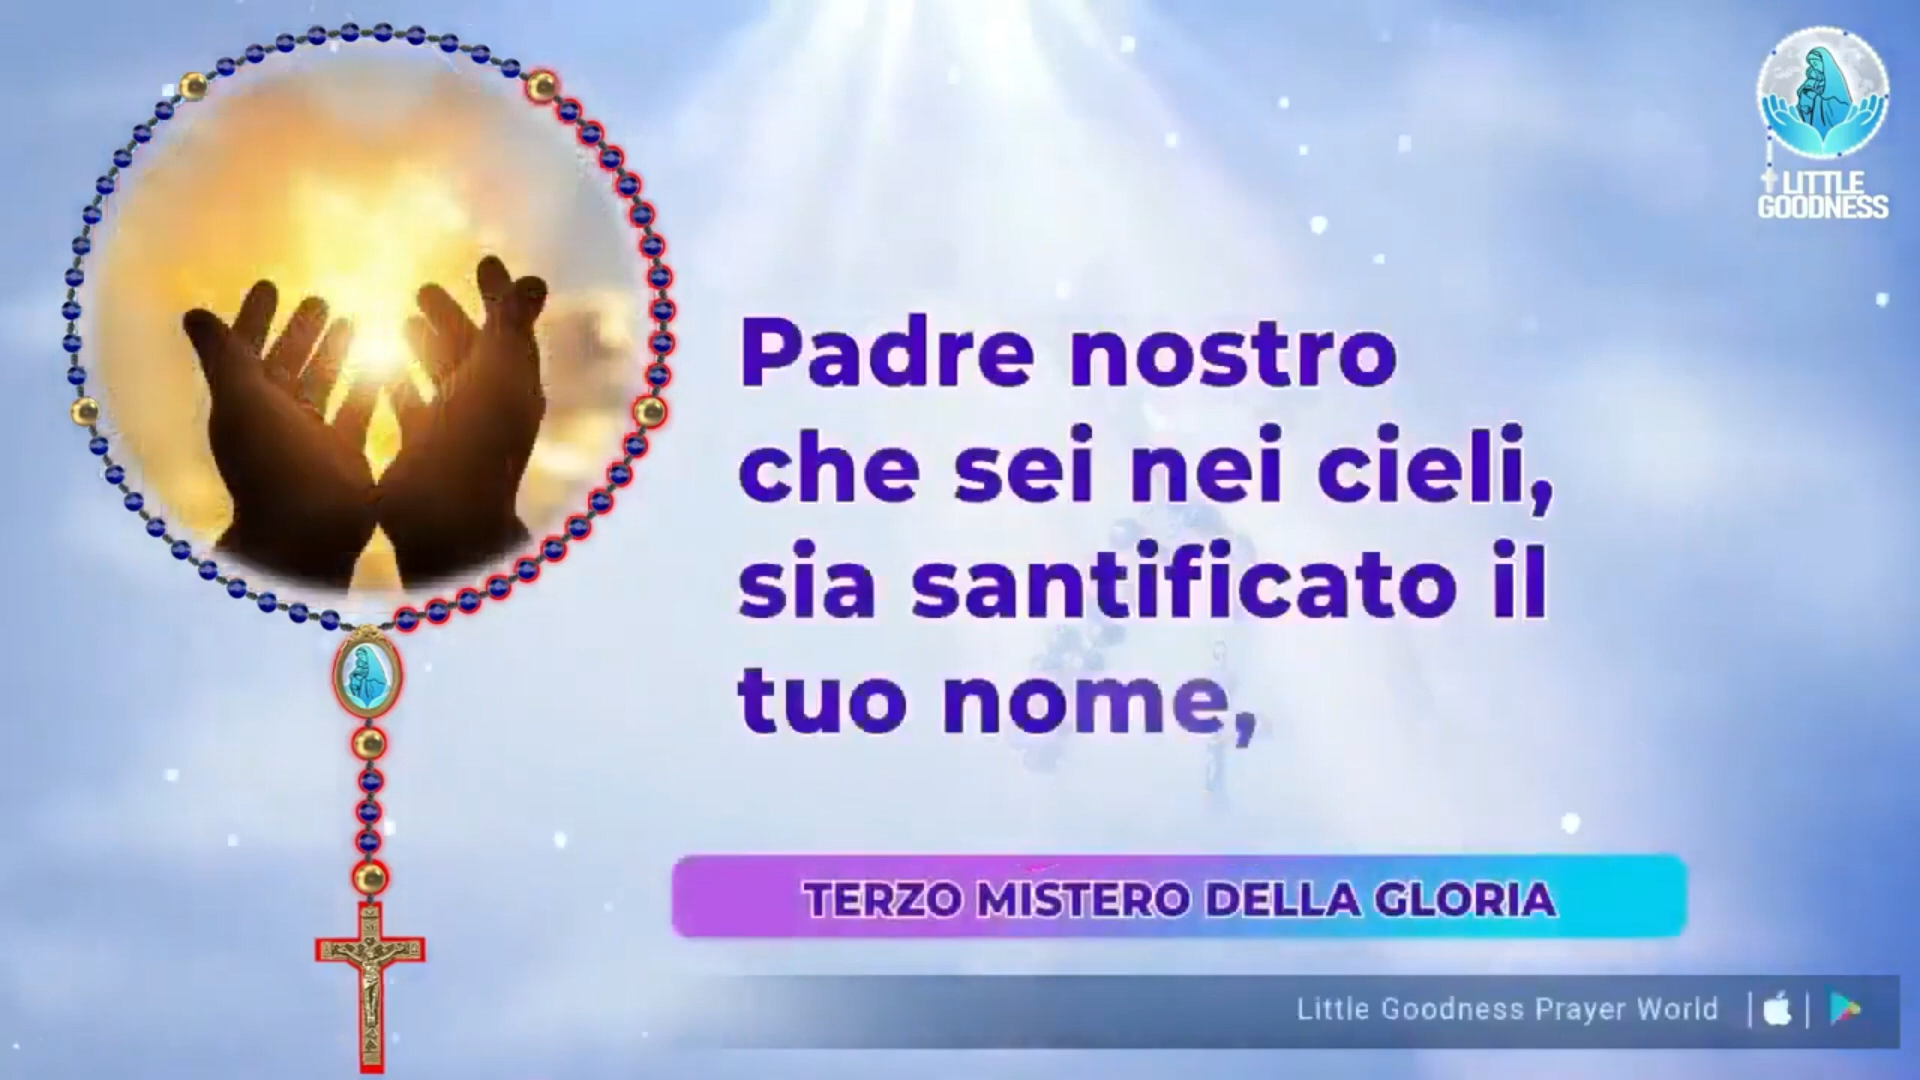 LITTLE
GOODNESS
Padre nostro
che sei nei cieli,
sia santificato il
tuo nome,
TERZO MISTERO DELLA GLORIA
Little Goodness Prayer World